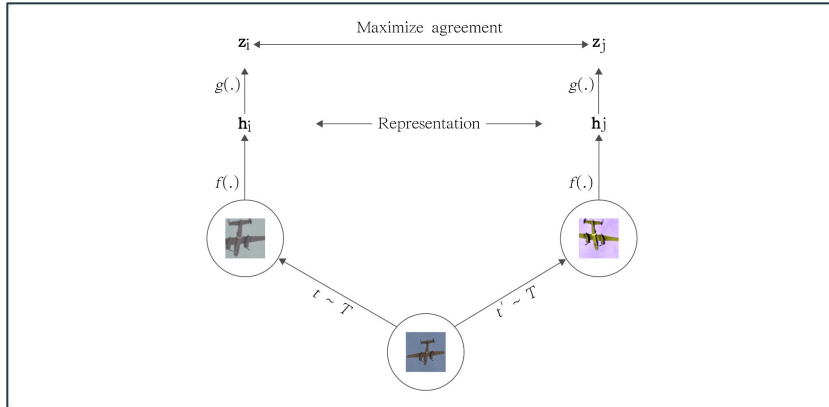 Maximize agreement
z_i z_j
g(.) g(.)
h_i Representation h_j
f(.) f(.)
t ~ T t' ~ T